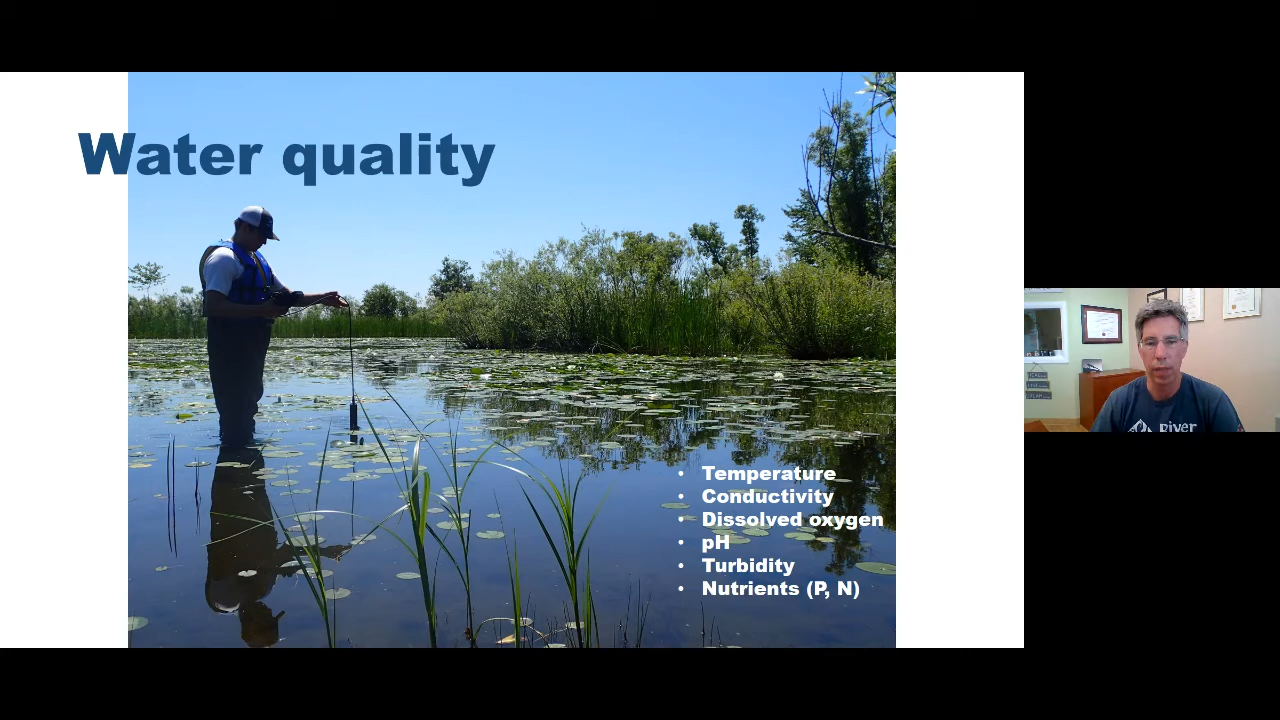 Water quality
• Temperature
• Conductivity
• Dissolved oxygen
• pH
• Turbidity
• Nutrients (P, N)
River